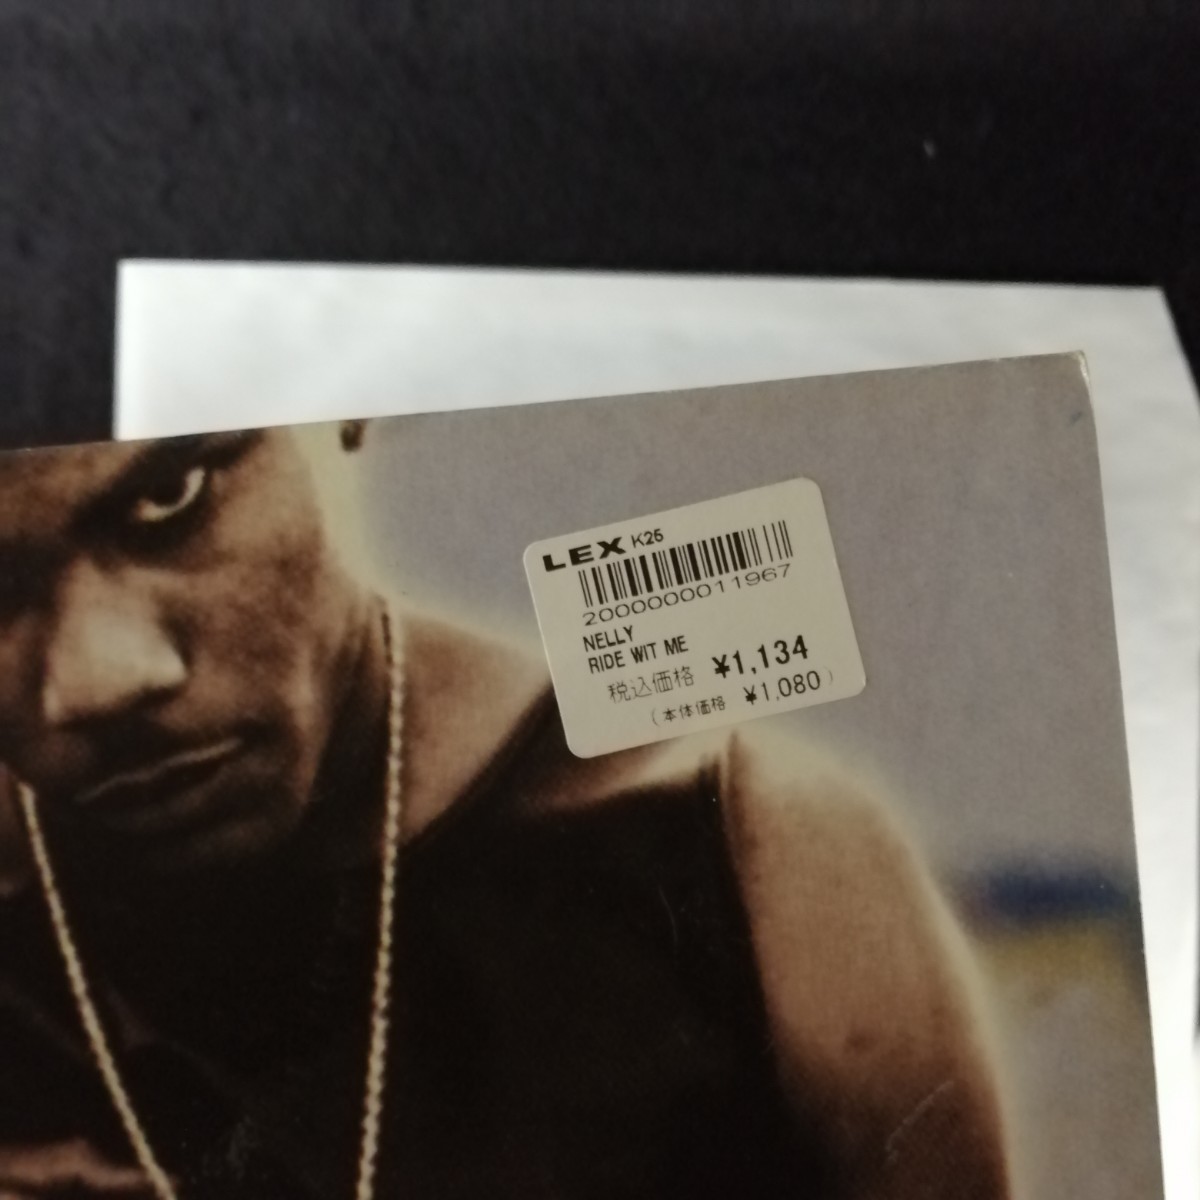 LEX K26
2000000011967
NELLY
RIDE WIT ME
税込価格 ¥1,134
(本体価格 ¥1,080)